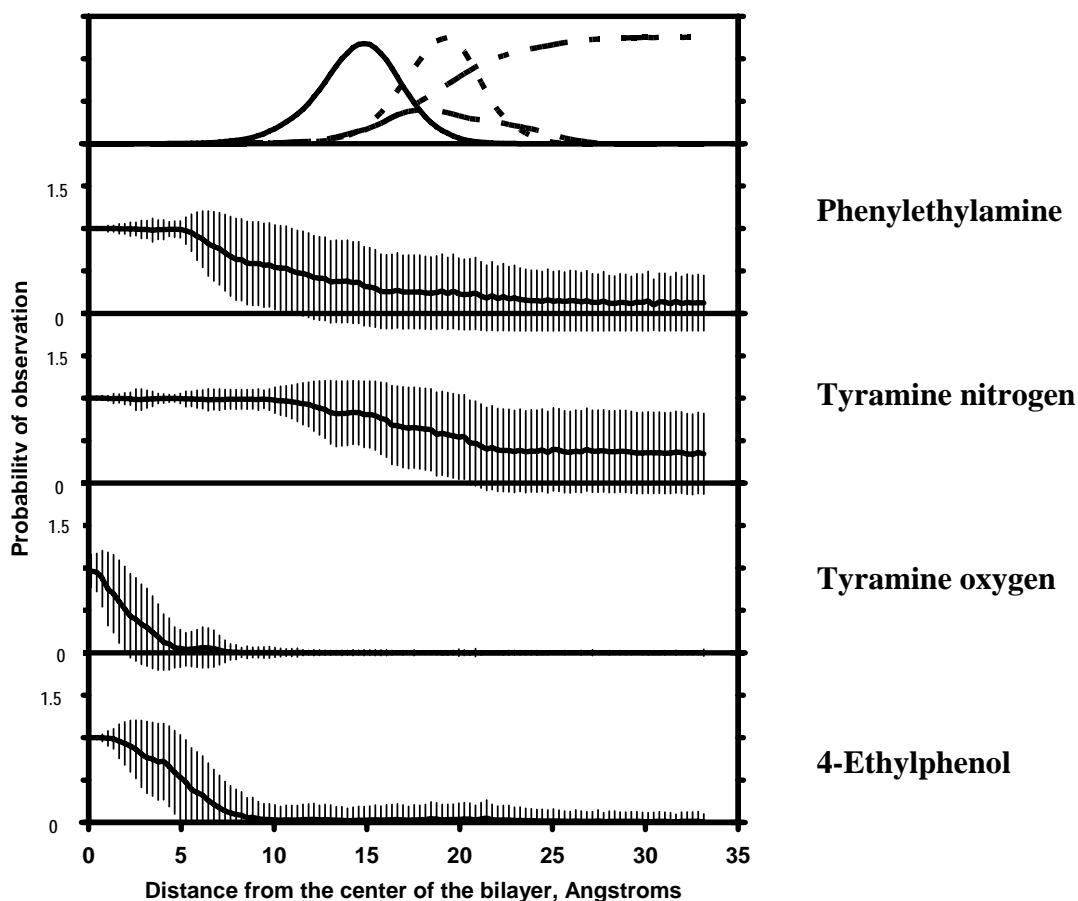 1.5
Phenylethylamine
0
1.5
Tyramine nitrogen
0
Probability of observation
1.5
Tyramine oxygen
0
1.5
4-Ethylphenol
0
0 5 10 15 20 25 30 35
Distance from the center of the bilayer, Angstroms